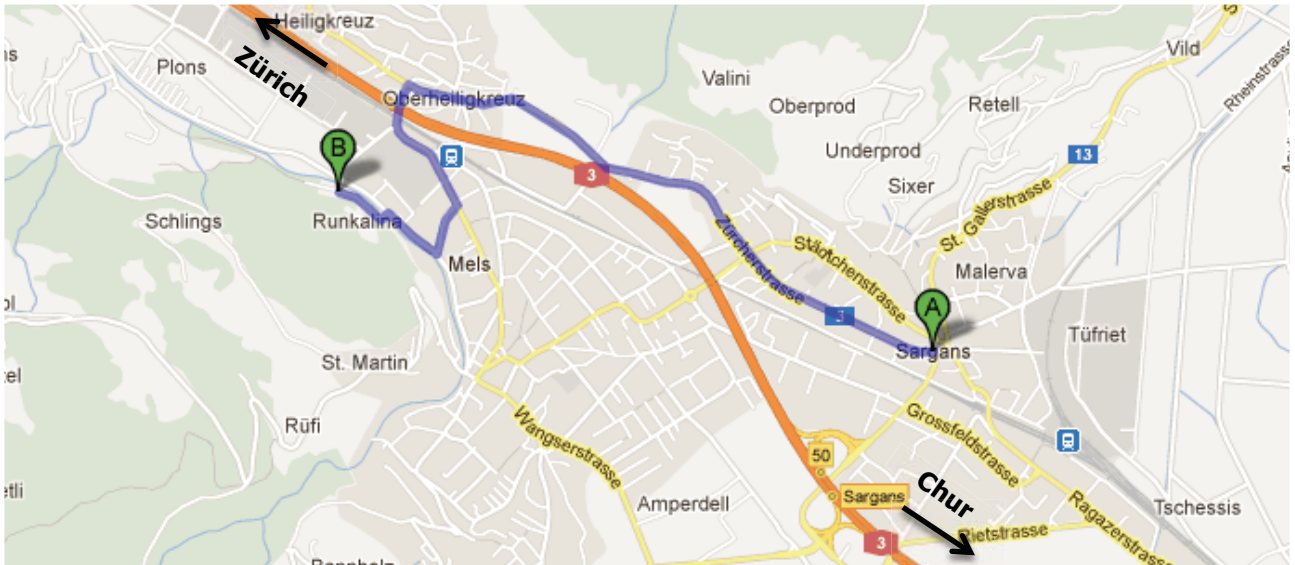 Heiligkreuz
Zürich
Plons
Vild
Valini
Oberheiligkreuz
Oberprod
Retell
Rheinstrasse
B
Underprod
13
3
Sixer
Schlings
Runkalina
St. Gallerstrasse
Zürcherstrasse
Städtchenstrasse
Mels
Malerva
A
3
Sargans
Tüfriet
St. Martin
Rüfi
Wangserstrasse
Grossfeldstrasse
50
Sargans
Chur
Amperdell
Ragazerstrasse
Tschessis
3
Rietstrasse